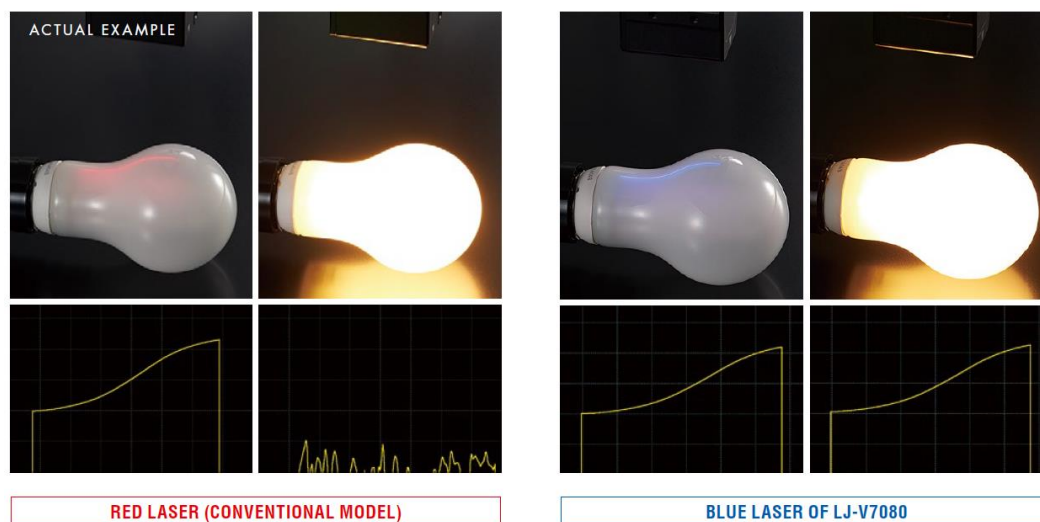 ACTUAL EXAMPLE
RED LASER (CONVENTIONAL MODEL)
BLUE LASER OF LJ-V7080